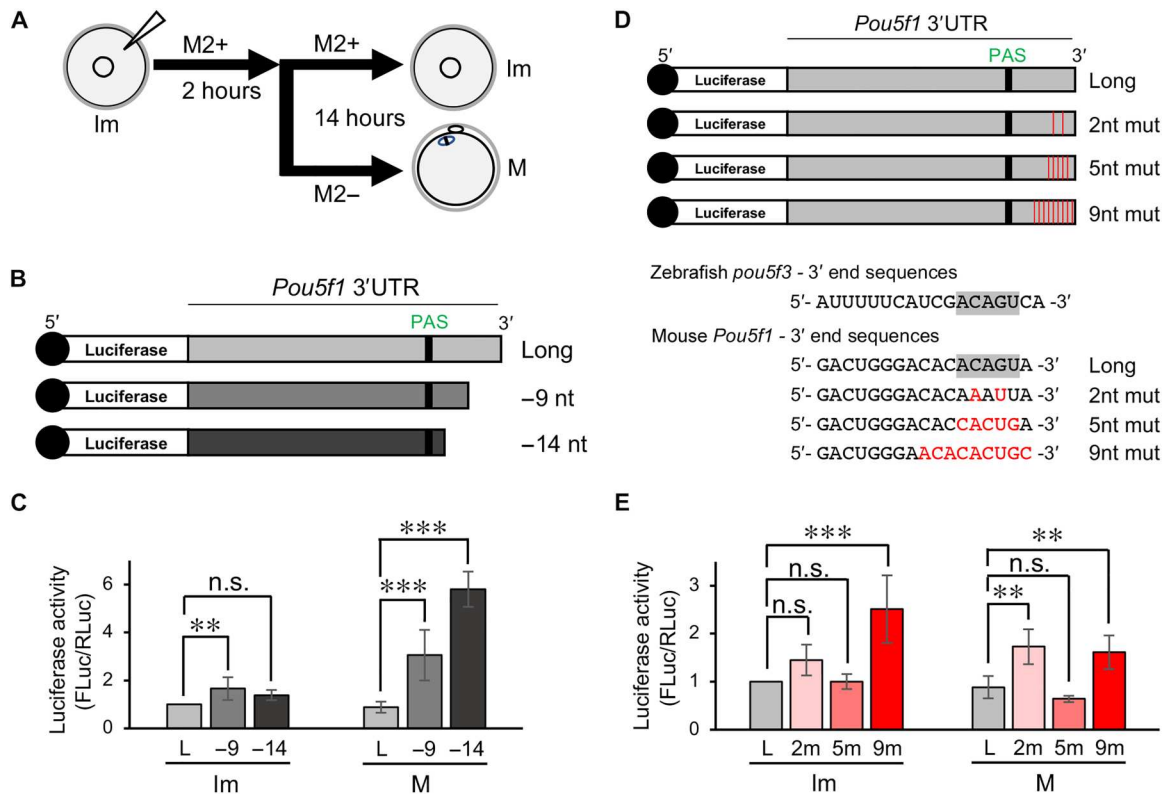 A
M2+
M2+
2 hours
14 hours
Im
Im
M
M2–
B
Pou5f1 3′UTR
5′
PAS
3′
Luciferase
Long
Luciferase
–9 nt
Luciferase
–14 nt
C
Luciferase activity
(FLuc/RLuc)
6
4
2
0
n.s.
**
***
***
L –9 –14
L –9 –14
Im
M
D
Pou5f1 3′UTR
5′
PAS
3′
Luciferase
Long
Luciferase
2nt mut
Luciferase
5nt mut
Luciferase
9nt mut
Zebrafish pou5f3 - 3′ end sequences
5′- AUUUUUCAUCGACAGUCA -3′
Mouse Pou5f1 - 3′ end sequences
5′- GACUGGGACACACAGUA -3′ Long
5′- GACUGGGACACAAAUUA -3′ 2nt mut
5′- GACUGGGACACCACUGA -3′ 5nt mut
5′- GACUGGGAACACACUGC -3′ 9nt mut
E
Luciferase activity
(FLuc/RLuc)
3
2
1
0
***
n.s.
n.s.
**
n.s.
**
L 2m 5m 9m
L 2m 5m 9m
Im
M